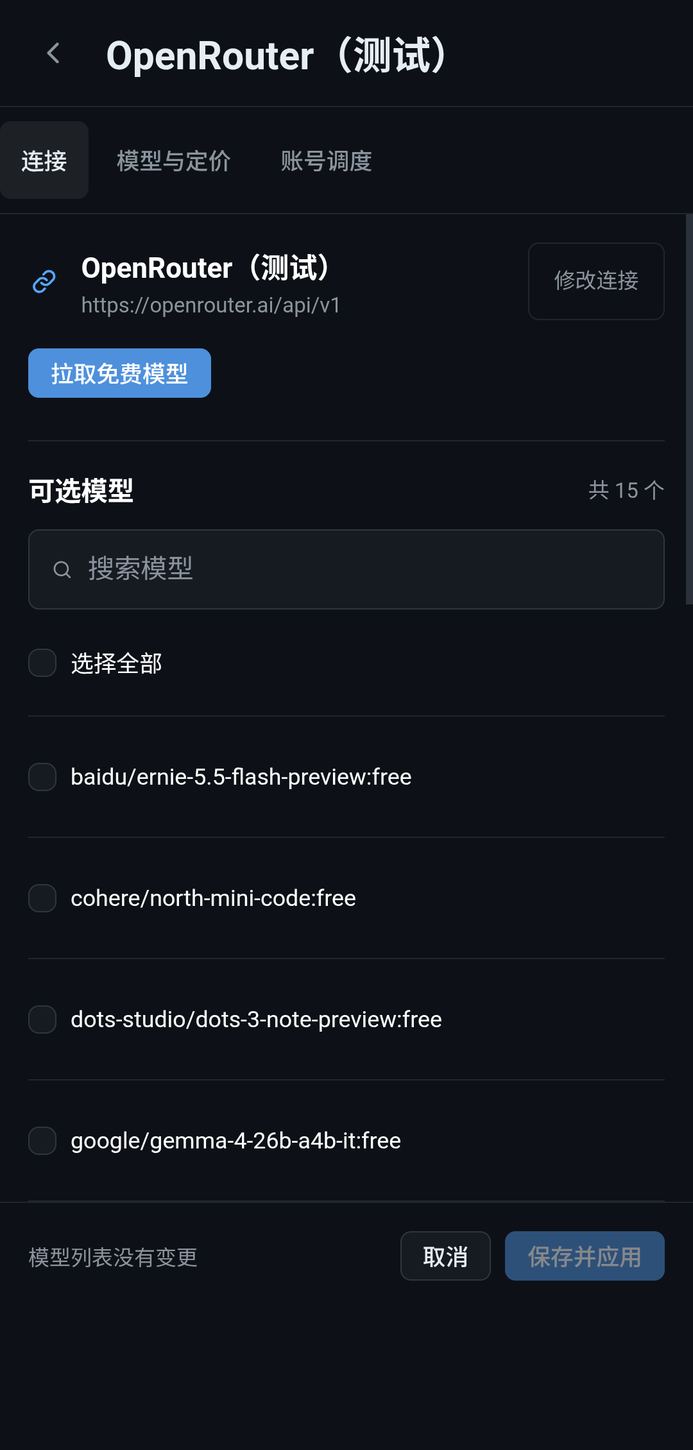 OpenRouter（测试）
连接 模型与定价 账号调度
OpenRouter（测试）
https://openrouter.ai/api/v1
修改连接
拉取免费模型
可选模型 共 15 个
搜索模型
选择全部
baidu/ernie-5.5-flash-preview:free
cohere/north-mini-code:free
dots-studio/dots-3-note-preview:free
google/gemma-4-26b-a4b-it:free
模型列表没有变更 取消 保存并应用